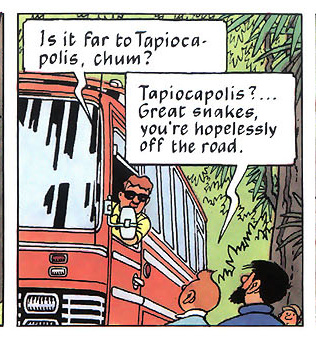 Is it far to Tapioca-
polis, chum?
Tapiocapolis?...
Great snakes,
you're hopelessly
off the road.